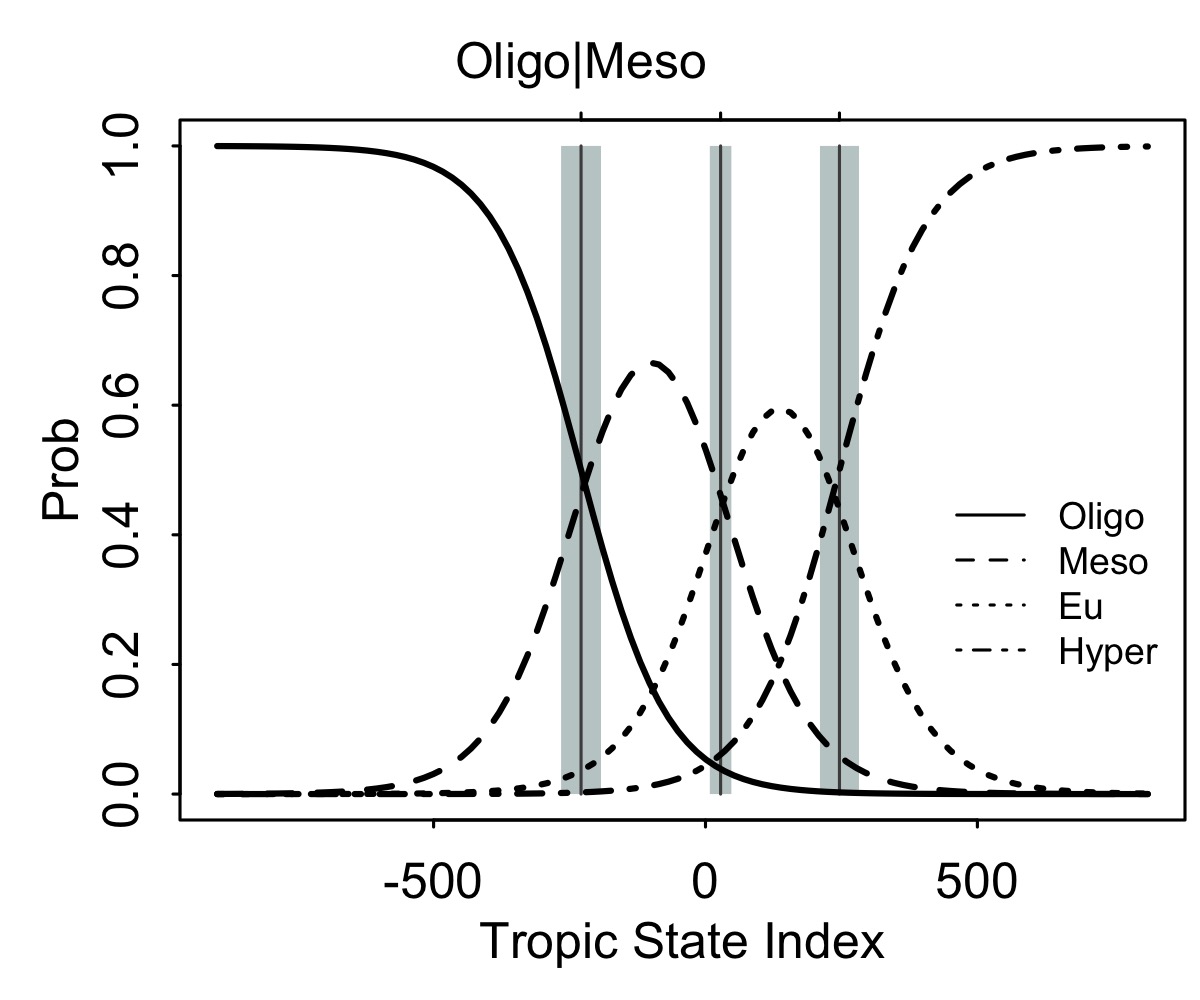 Oligo|Meso
1.0
0.8
0.6
0.4
0.2
0.0
Prob
Oligo
Meso
Eu
Hyper
-500 0 500
Tropic State Index